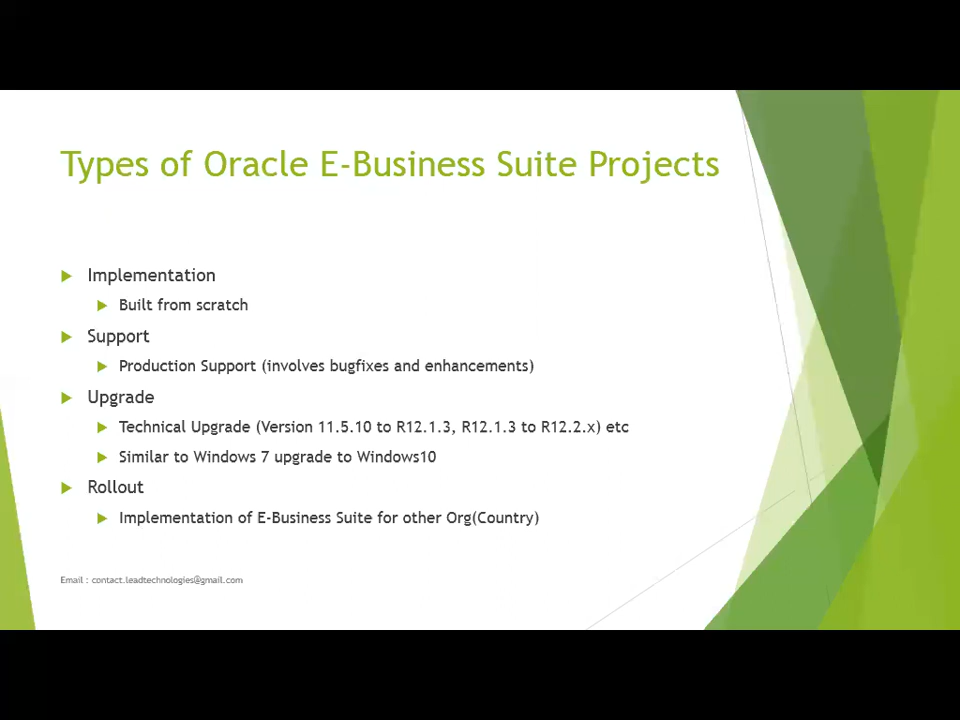 Types of Oracle E-Business Suite Projects
Implementation
Built from scratch
Support
Production Support (involves bugfixes and enhancements)
Upgrade
Technical Upgrade (Version 11.5.10 to R12.1.3, R12.1.3 to R12.2.x) etc
Similar to Windows 7 upgrade to Windows10
Rollout
Implementation of E-Business Suite for other Org(Country)
Email : contact.leadtechnologies@gmail.com